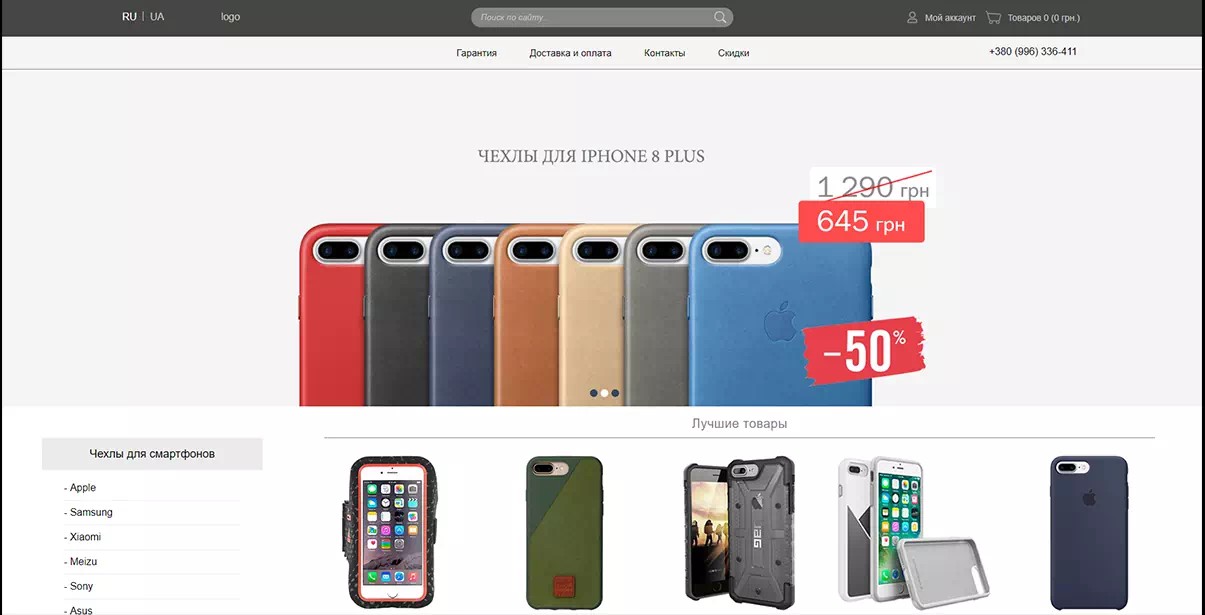 RU | UA
logo
Поиск по сайту..
Мой аккаунт
Товаров 0 (0 грн.)
Гарантия
Доставка и оплата
Контакты
Скидки
+380 (996) 336-411
ЧЕХЛЫ ДЛЯ IPHONE 8 PLUS
1 290 грн
645 грн
-50%
Чехлы для смартфонов
Лучшие товары
- Apple
- Samsung
- Xiaomi
- Meizu
- Sony
- Asus